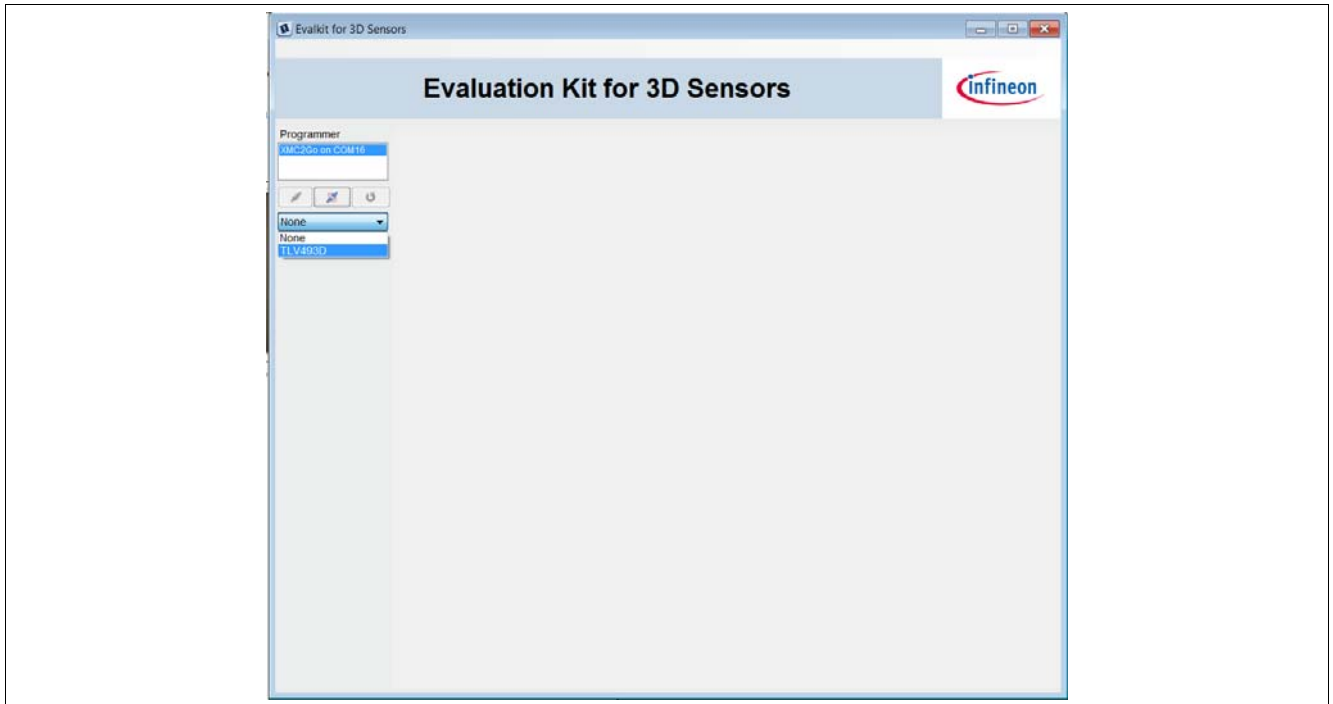 Evalkit for 3D Sensors
Evaluation Kit for 3D Sensors
infineon
Programmer
XMC2Go on COM16
None
None
TLV493D